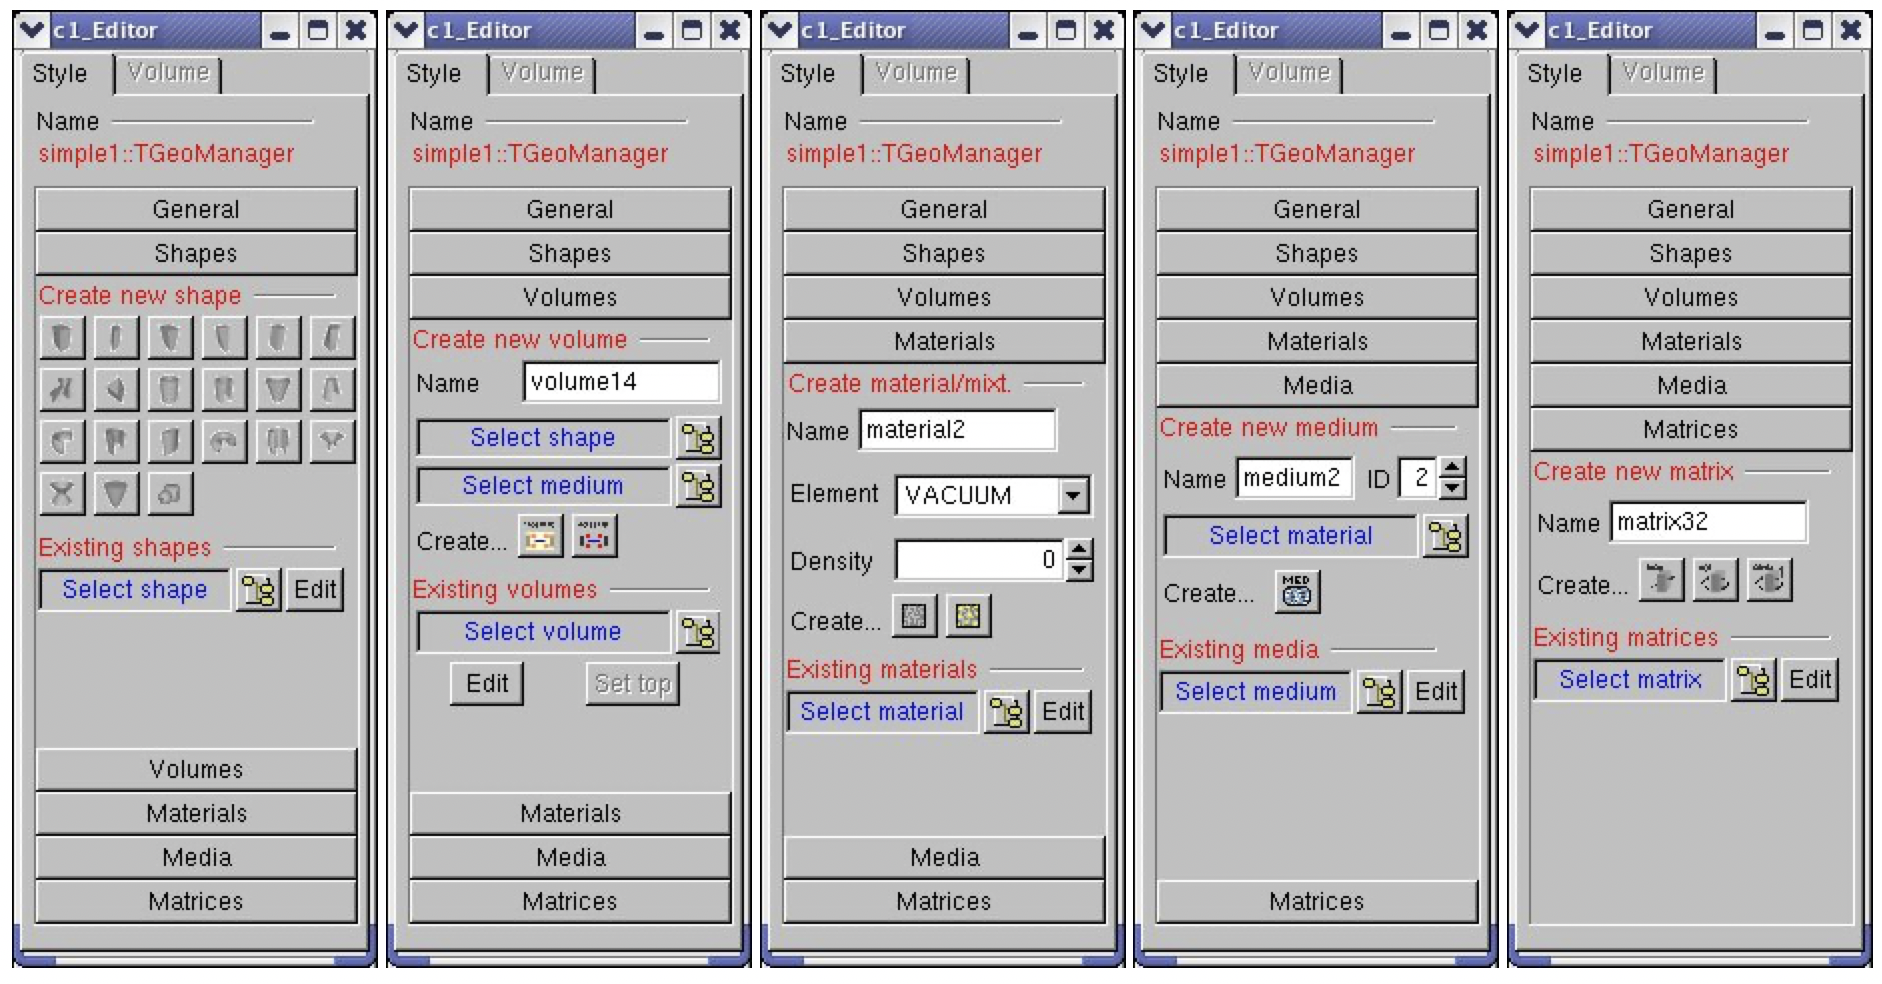 c1_Editor
Style Volume
Name
simple1::TGeoManager
General
Shapes
Create new shape
Existing shapes
Select shape Edit
Volumes
Materials
Media
Matrices
c1_Editor
Style Volume
Name
simple1::TGeoManager
General
Shapes
Volumes
Create new volume
Name volume14
Select shape
Select medium
Create...
Existing volumes
Select volume
Edit Set top
Materials
Media
Matrices
c1_Editor
Style Volume
Name
simple1::TGeoManager
General
Shapes
Volumes
Materials
Create material/mixt.
Name material2
Element VACUUM
Density 0
Create...
Existing materials
Select material Edit
Media
Matrices
c1_Editor
Style Volume
Name
simple1::TGeoManager
General
Shapes
Volumes
Materials
Media
Create new medium
Name medium2 ID 2
Select material
Create... MED
Existing media
Select medium Edit
Matrices
c1_Editor
Style Volume
Name
simple1::TGeoManager
General
Shapes
Volumes
Materials
Media
Matrices
Create new matrix
Name matrix32
Create...
Existing matrices
Select matrix Edit